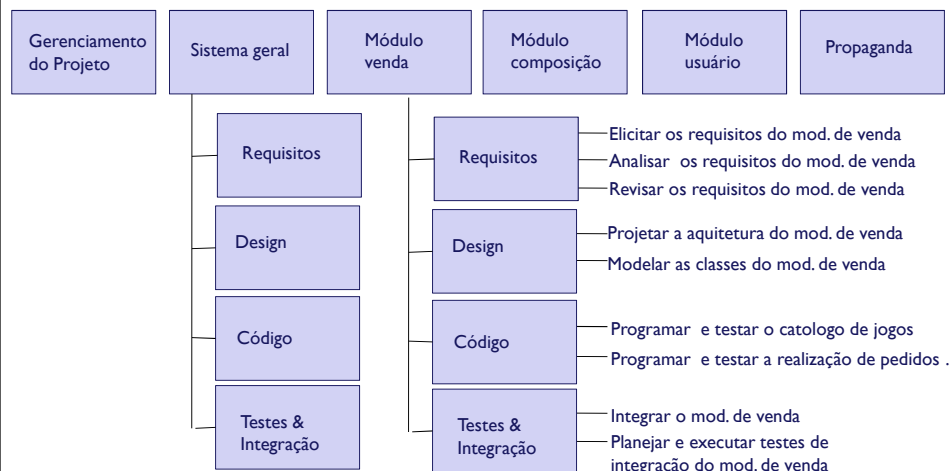 Gerenciamento
do Projeto
Sistema geral
Módulo
venda
Módulo
composição
Módulo
usuário
Propaganda
Requisitos
Design
Código
Testes &
Integração
Requisitos
Elicitar os requisitos do mod. de venda
Analisar os requisitos do mod. de venda
Revisar os requisitos do mod. de venda
Design
Projetar a aquitetura do mod. de venda
Modelar as classes do mod. de venda
Código
Programar e testar o catologo de jogos
Programar e testar a realização de pedidos .
Testes &
Integração
Integrar o mod. de venda
Planejar e executar testes de
integração do mod. de venda